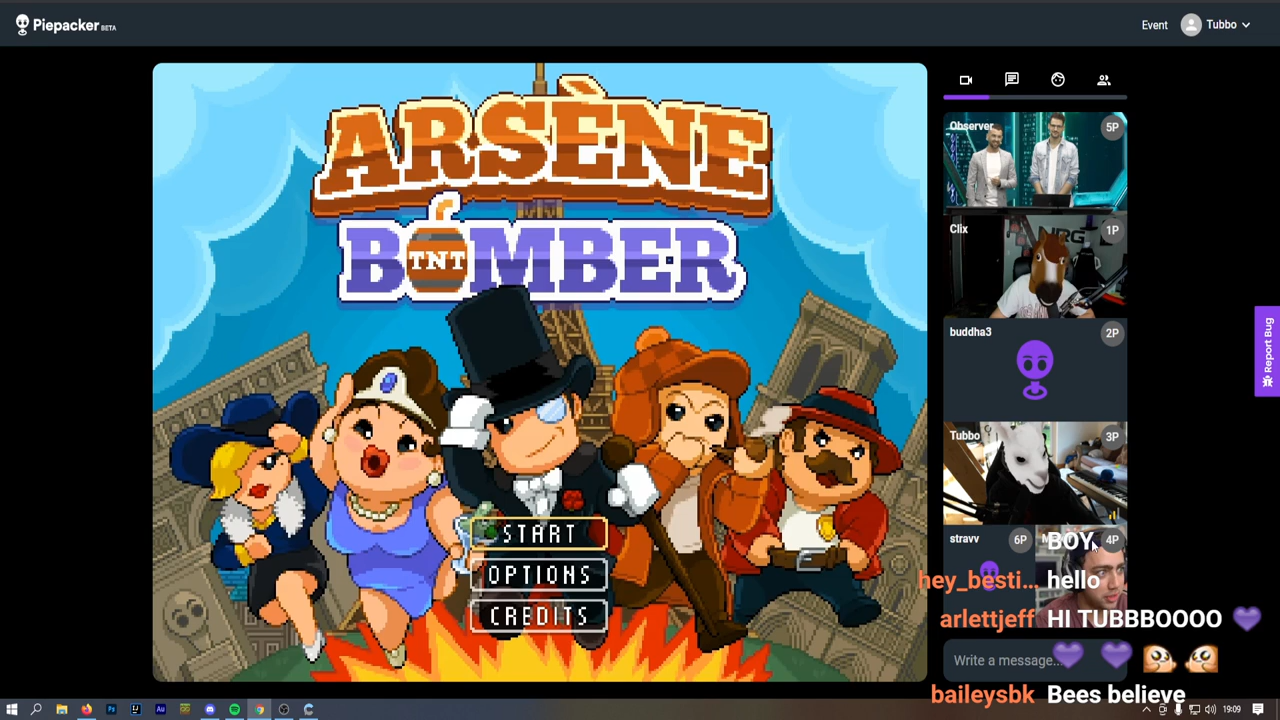 Piepacker BETA
Event
Tubbo
ARSÈNE
BOMBER
TNT
START
OPTIONS
CREDITS
Observer
5P
Clix
1P
NRG
buddha3
2P
Tubbo
3P
stravv
6P
4P
BOY
hey_besti... hello
arlettjeff HI TUBBBOOOO
Write a message...
baileysbk Bees believe
Report Bug
19:09